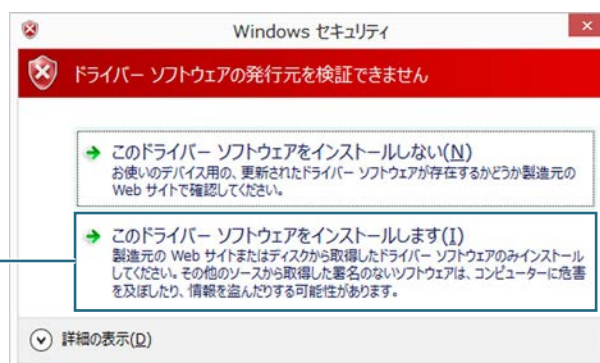 Windows セキュリティ
ドライバー ソフトウェアの発行元を検証できません
このドライバー ソフトウェアをインストールしない(N)
お使いのデバイス用の、更新されたドライバー ソフトウェアが存在するかどうか製造元の
Web サイトで確認してください。
このドライバー ソフトウェアをインストールします(I)
製造元の Web サイトまたはディスクから取得したドライバー ソフトウェアのみインストール
してください。その他のソースから取得した署名のないソフトウェアは、コンピューターに危害
を及ぼしたり、情報を盗んだりする可能性があります。
詳細の表示(D)